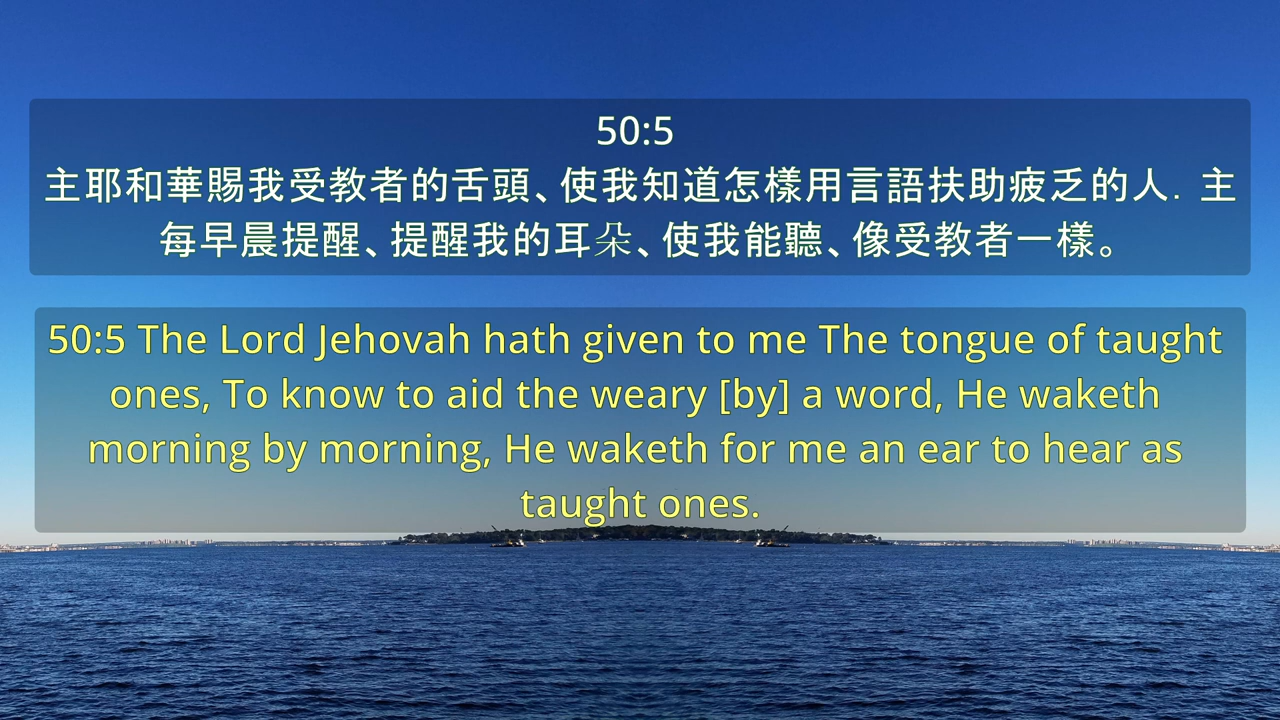 50:5
主耶和華賜我受教者的舌頭、使我知道怎樣用言語扶助疲乏的人．主
每早晨提醒、提醒我的耳朵、使我能聽、像受教者一樣。
50:5 The Lord Jehovah hath given to me The tongue of taught
ones, To know to aid the weary [by] a word, He waketh
morning by morning, He waketh for me an ear to hear as
taught ones.